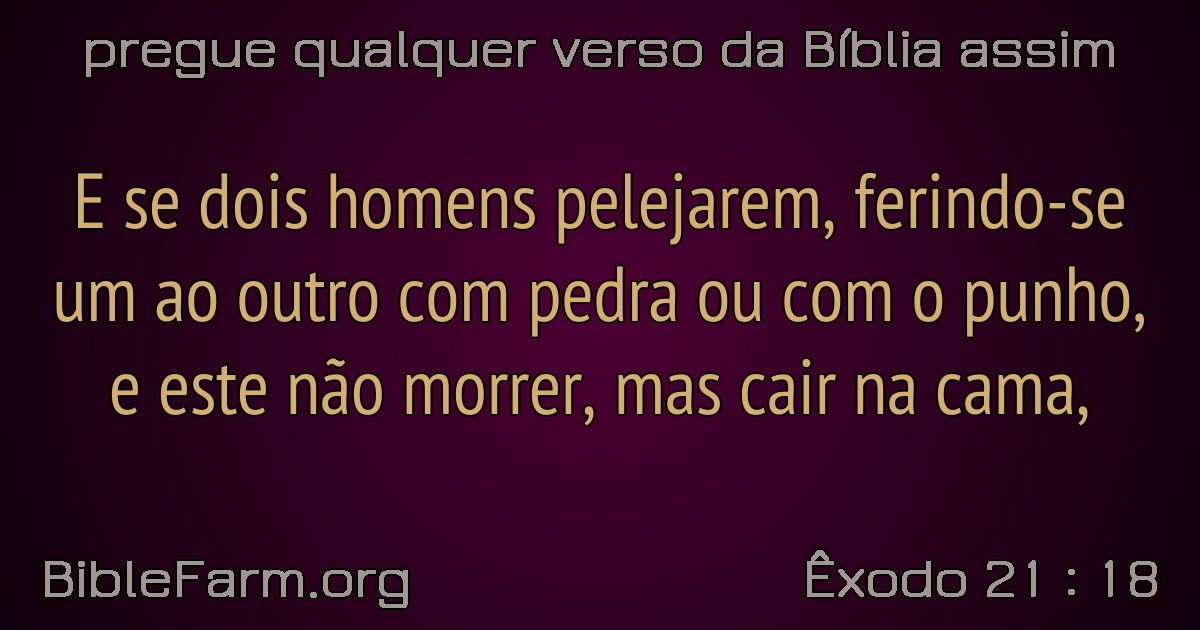 pregue qualquer verso da Bíblia assim
E se dois homens pelejarem, ferindo-se
um ao outro com pedra ou com o punho,
e este não morrer, mas cair na cama,
BibleFarm.org
Êxodo 21 : 18